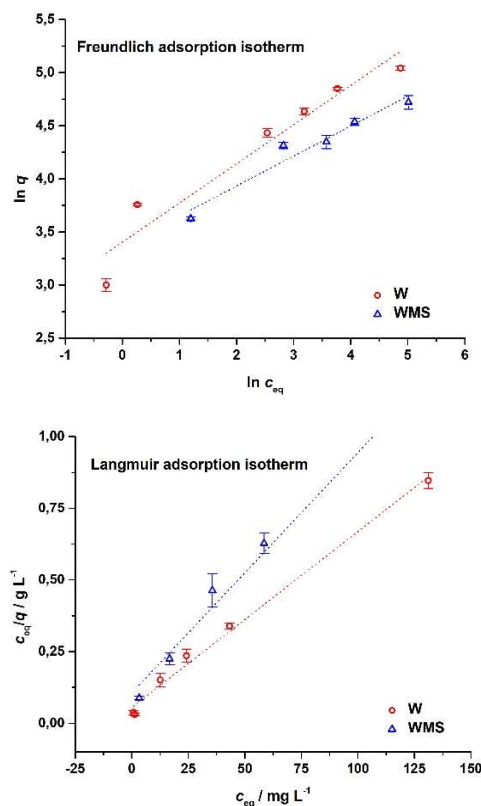 Freundlich adsorption isotherm
5,5
5,0
4,5
4,0
3,5
3,0
2,5
ln q
W
WMS
-1 0 1 2 3 4 5 6
ln ceq
Langmuir adsorption isotherm
1,00
0,75
0,50
0,25
0,00
ceq/q / g L-1
W
WMS
-25 0 25 50 75 100 125 150
ceq / mg L-1